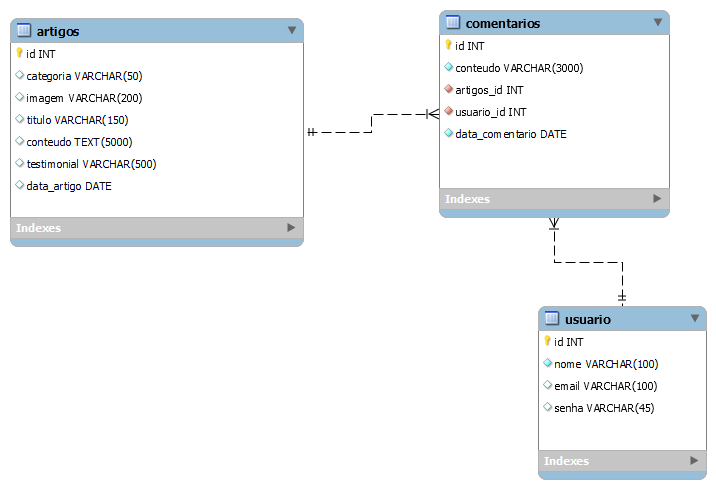 artigos
id INT
categoria VARCHAR(50)
imagem VARCHAR(200)
titulo VARCHAR(150)
conteudo TEXT(5000)
testimonial VARCHAR(500)
data_artigo DATE
Indexes
comentarios
id INT
conteudo VARCHAR(3000)
artigos_id INT
usuario_id INT
data_comentario DATE
Indexes
usuario
id INT
nome VARCHAR(100)
email VARCHAR(100)
senha VARCHAR(45)
Indexes